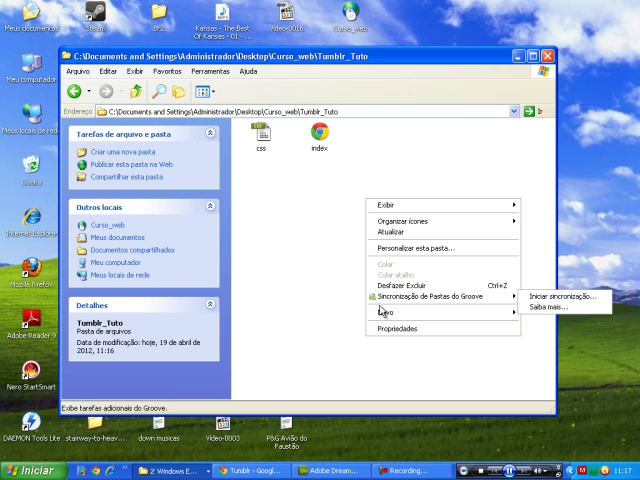 Meus documentos
Steam
BF2
Kansas - The Best
Of Kansas - 01 - ...
Video-0016
Curso_web
C:\Documents and Settings\Administrador\Desktop\Curso_web\Tumblr_Tuto
Arquivo Editar Exibir Favoritos Ferramentas Ajuda
Endereço C:\Documents and Settings\Administrador\Desktop\Curso_web\Tumblr_Tuto Ir
Meu computador
Meus locais de rede
Lixeira
Internet Explorer
Mozilla Firefox
Adobe Reader 9
Nero StartSmart
DAEMON Tools Lite
Tarefas de arquivo e pasta
Criar uma nova pasta
Publicar esta pasta na Web
Compartilhar esta pasta
Outros locais
Curso_web
Meus documentos
Documentos compartilhados
Meu computador
Meus locais de rede
Detalhes
Tumblr_Tuto
Pasta de arquivos
Data de modificação: hoje, 19 de abril
de 2012, 11:16
CSS
css
index
Exibir
Organizar ícones
Atualizar
Personalizar esta pasta...
Colar
Colar atalho
Desfazer Excluir Ctrl+Z
Sincronização de Pastas do Groove
Iniciar sincronização...
Saiba mais...
Propriedades
Exibe tarefas adicionais do Groove.
stairway-to-heav...
down musicas
Video-0003
P&G Avião do
Faustão
Iniciar
2 Windows E...
Tumblr - Googl...
Adobe Dream...
Recording...
11:17